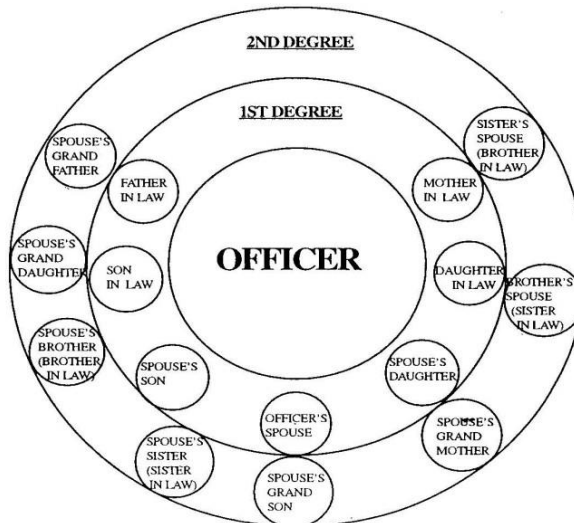 2ND DEGREE
1ST DEGREE
SPOUSE'S
GRAND
FATHER
FATHER
IN LAW
MOTHER
IN LAW
SISTER'S
SPOUSE
(BROTHER
IN LAW)
OFFICER
SPOUSE'S
GRAND
DAUGHTER
SON
IN LAW
DAUGHTER
IN LAW
BROTHER'S
SPOUSE
(SISTER
IN LAW)
SPOUSE'S
BROTHER
(BROTHER
IN LAW)
SPOUSE'S
SON
SPOUSE'S
DAUGHTER
OFFICER'S
SPOUSE
SPOUSE'S
GRAND
MOTHER
SPOUSE'S
SISTER
(SISTER
IN LAW)
SPOUSE'S
GRAND
SON